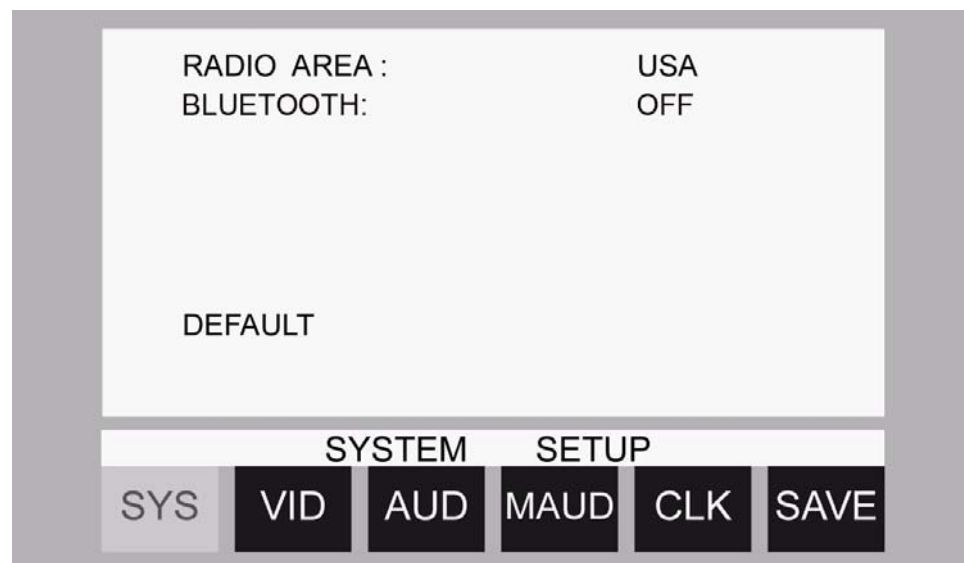 RADIO AREA : USA
BLUETOOTH: OFF
DEFAULT
SYSTEM SETUP
SYS VID AUD MAUD CLK SAVE